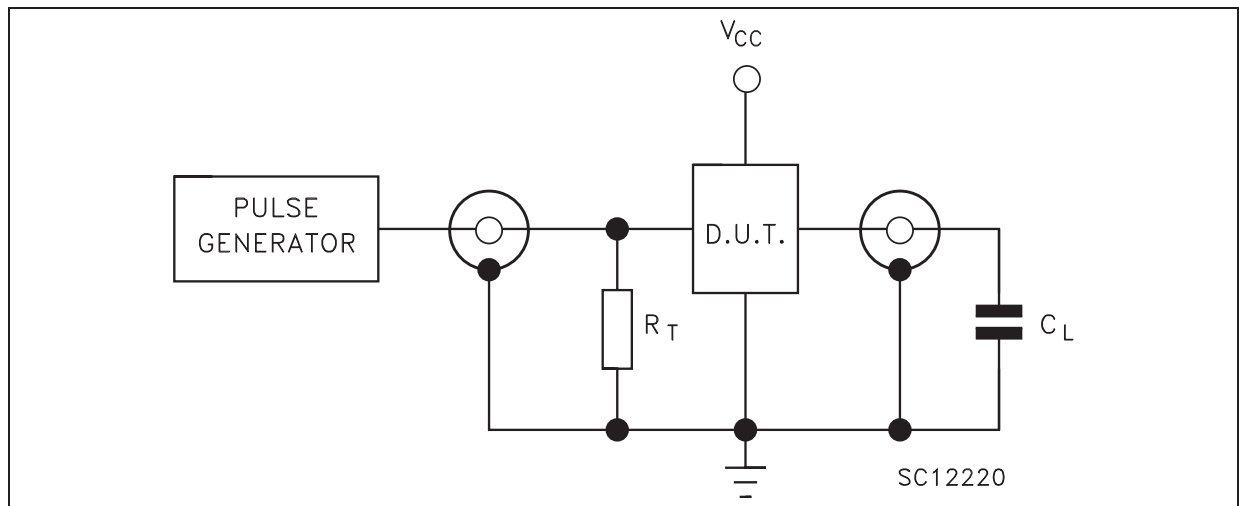 VCC
PULSE
GENERATOR
D.U.T.
RT
CL
SC12220